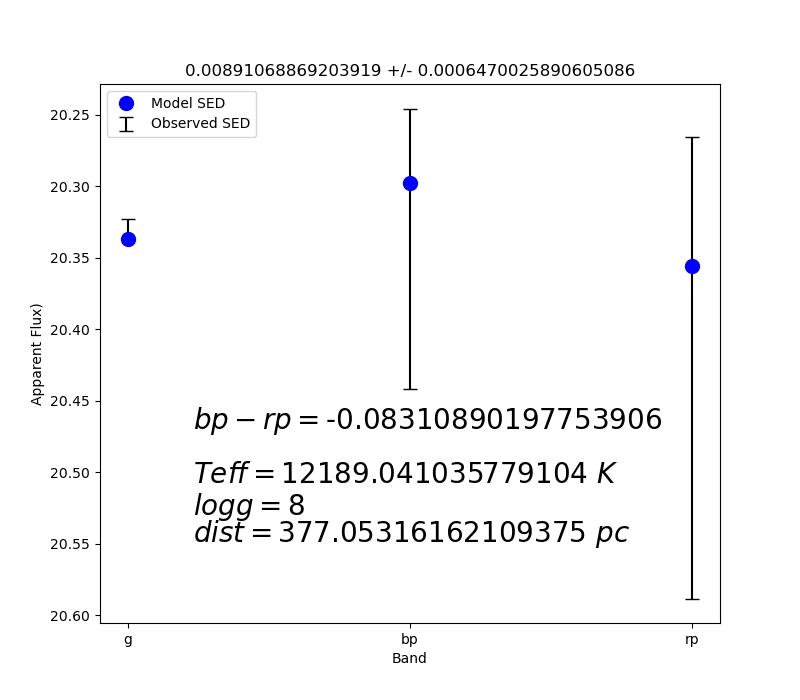 0.00891068869203919 +/- 0.0006470025890605086
Model SED
Observed SED
20.25
20.30
20.35
20.40
20.45
20.50
20.55
20.60
Apparent Flux)
bp − rp = -0.08310890197753906
Teff = 12189.041035779104 K
logg = 8
dist = 377.05316162109375 pc
g
bp
rp
Band